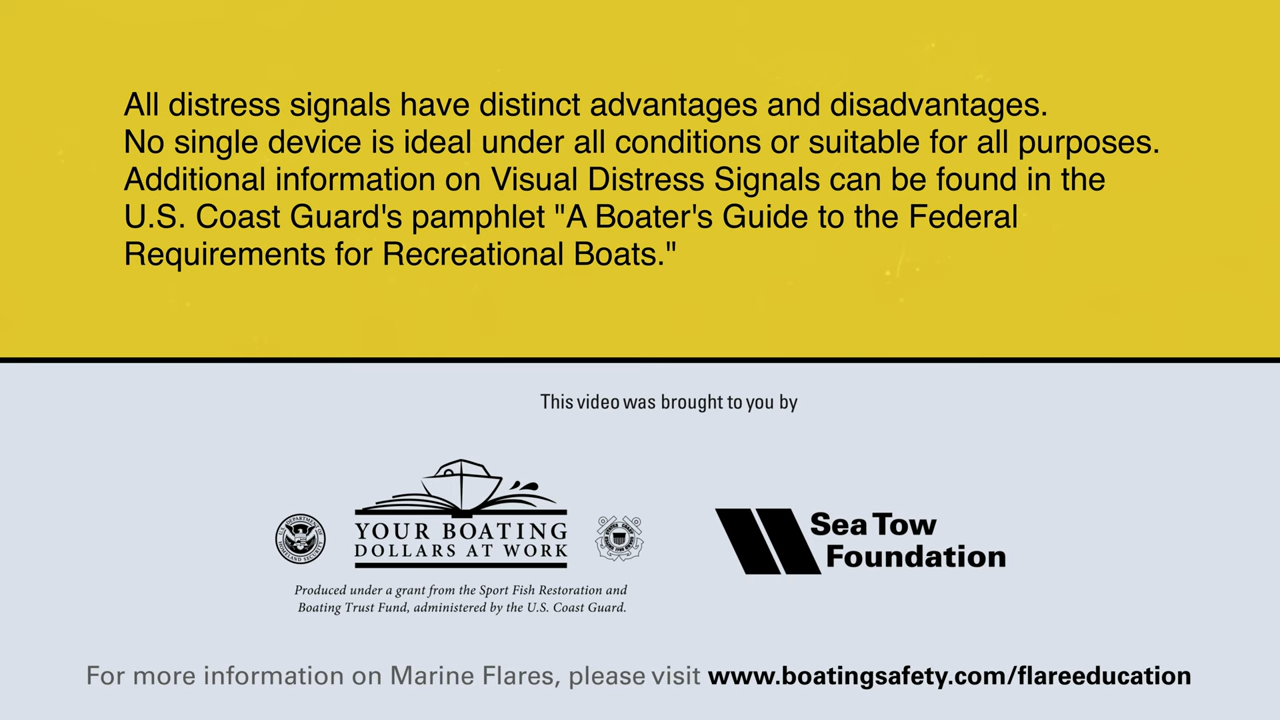 All distress signals have distinct advantages and disadvantages.
No single device is ideal under all conditions or suitable for all purposes.
Additional information on Visual Distress Signals can be found in the
U.S. Coast Guard's pamphlet "A Boater's Guide to the Federal
Requirements for Recreational Boats."
This video was brought to you by
YOUR BOATING
DOLLARS AT WORK
Produced under a grant from the Sport Fish Restoration and
Boating Trust Fund, administered by the U.S. Coast Guard.
Sea Tow
Foundation
For more information on Marine Flares, please visit www.boatingsafety.com/flareeducation